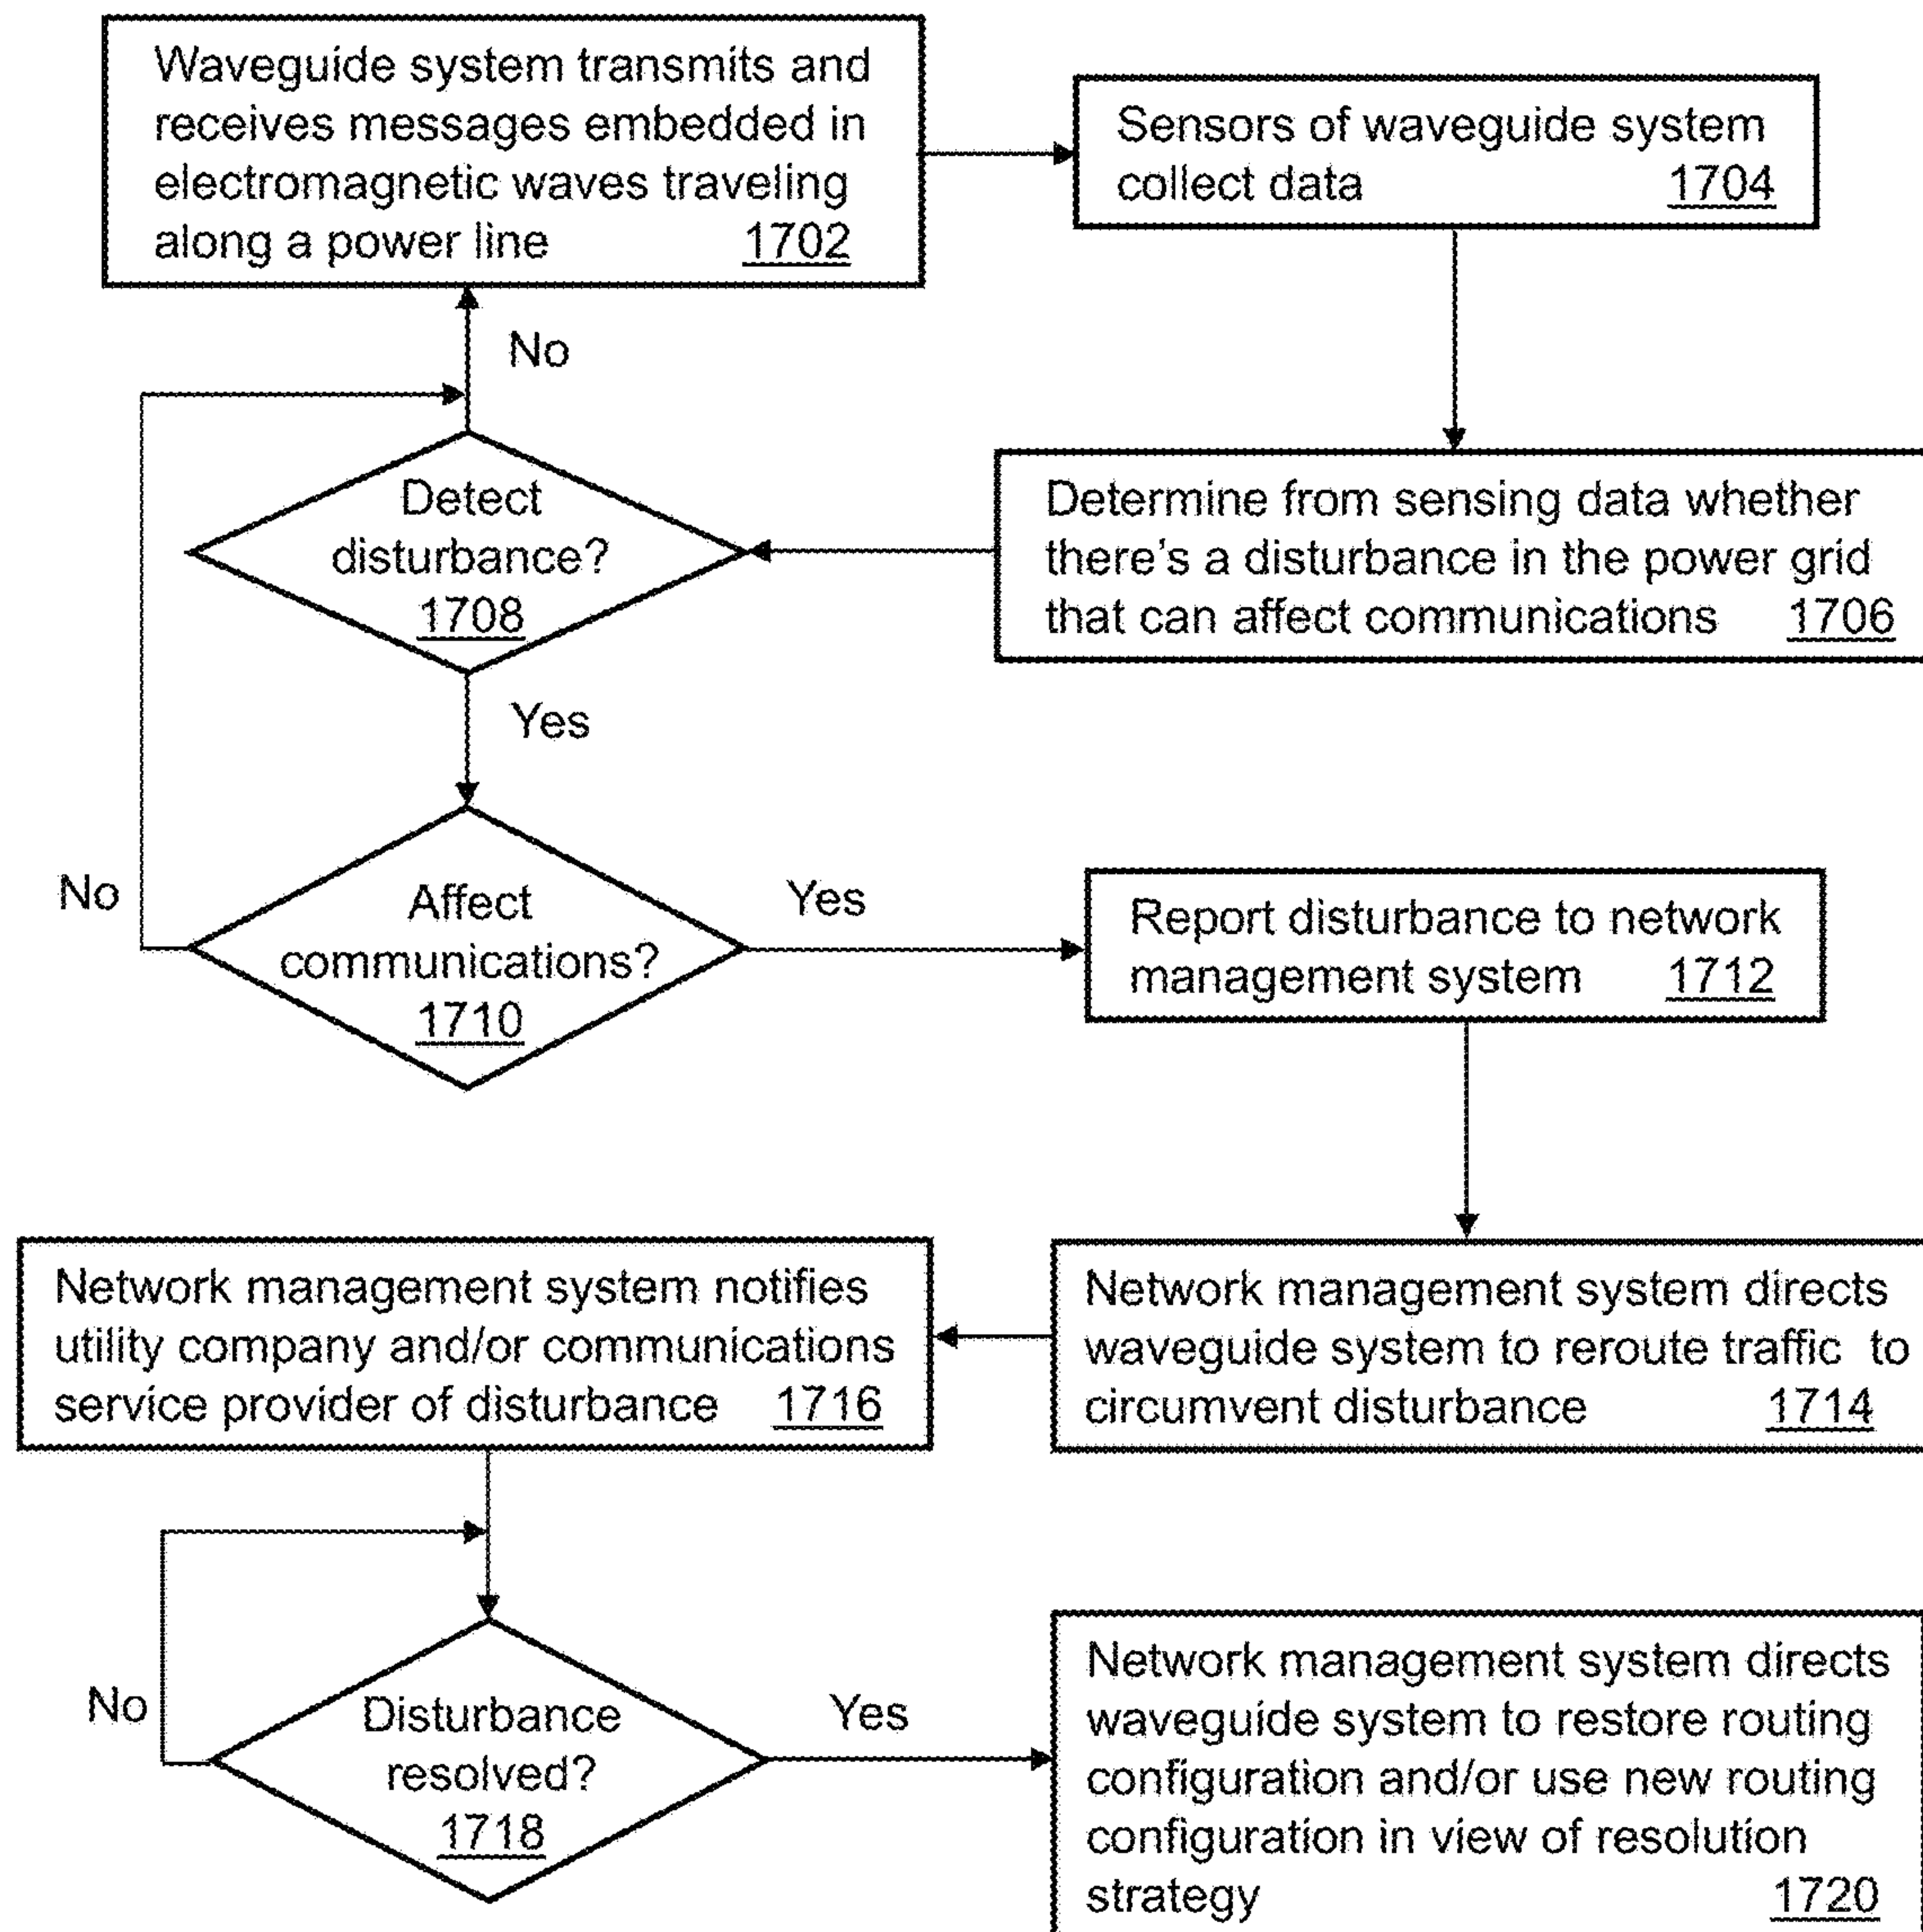 Waveguide system transmits and
receives messages embedded in
electromagnetic waves traveling
along a power line 1702
Sensors of waveguide system
collect data 1704
No
Detect
disturbance?
1708
Determine from sensing data whether
there's a disturbance in the power grid
that can affect communications 1706
Yes
No
Affect
communications?
1710
Yes
Report disturbance to network
management system 1712
Network management system notifies
utility company and/or communications
service provider of disturbance 1716
Network management system directs
waveguide system to reroute traffic to
circumvent disturbance 1714
No
Disturbance
resolved?
1718
Yes
Network management system directs
waveguide system to restore routing
configuration and/or use new routing
configuration in view of resolution
strategy 1720